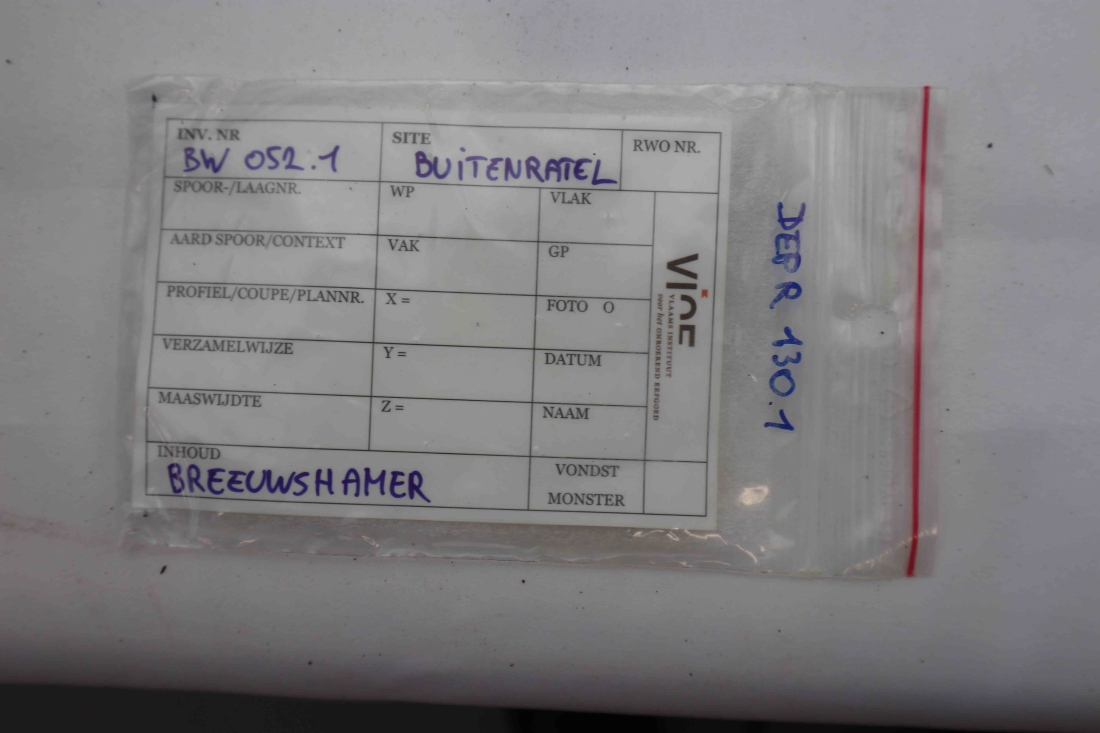 INV. NR
BW 052.1
SITE
BUITENRATEL
RWO NR.
SPOOR-/LAAGNR.
WP
VLAK
AARD SPOOR/CONTEXT
VAK
GP
PROFIEL/COUPE/PLANNR.
X =
FOTO O
VERZAMELWIJZE
Y =
DATUM
MAASWIJDTE
Z =
NAAM
INHOUD
BREEUWSHAMER
VONDST
MONSTER
VIOE
VLAAMS INSTITUUT
voor het ONROEREND ERFGOED
DEP R 130.1